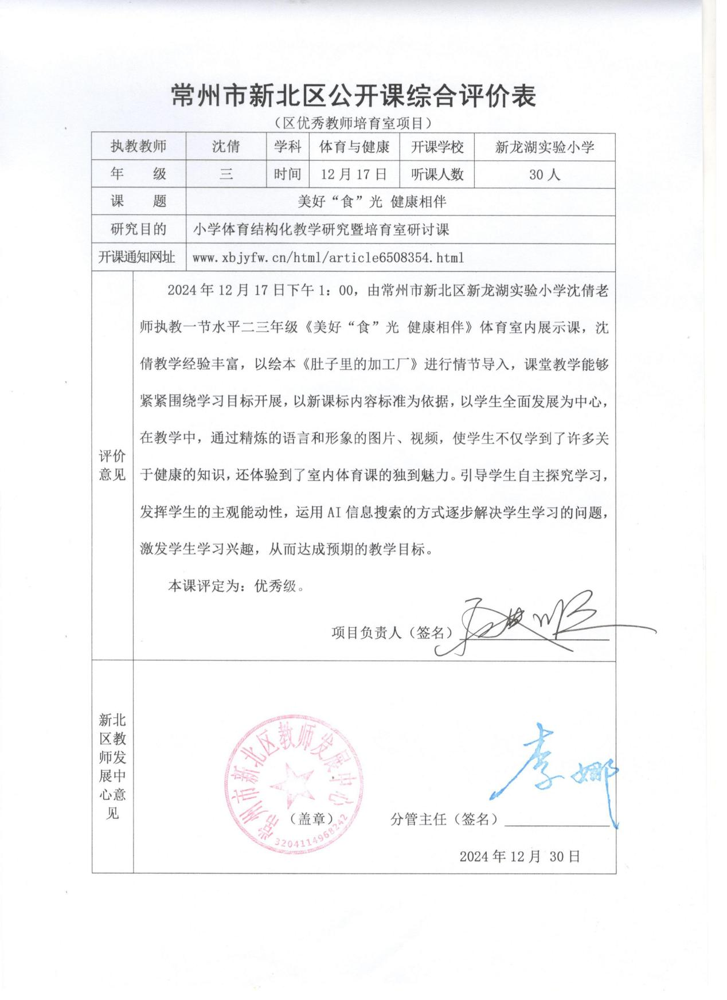 常州市新北区公开课综合评价表
（区优秀教师培育室项目）
执教教师 沈倩 学科 体育与健康 开课学校 新龙湖实验小学
年 级 三 时间 12月17日 听课人数 30人
课 题 美好“食”光 健康相伴
研究目的 小学体育结构化教学研究暨培育室研讨课
开课通知网址 www.xbjyfw.cn/html/article6508354.html
评价
意见
2024年12月17日下午1：00，由常州市新北区新龙湖实验小学沈倩老
师执教一节水平二三年级《美好“食”光 健康相伴》体育室内展示课，沈
倩教学经验丰富，以绘本《肚子里的加工厂》进行情节导入，课堂教学能够
紧紧围绕学习目标开展，以新课标内容标准为依据，以学生全面发展为中心，
在教学中，通过精炼的语言和形象的图片、视频，使学生不仅学到了许多关
于健康的知识，还体验到了室内体育课的独到魅力。引导学生自主探究学习，
发挥学生的主观能动性，运用AI信息搜索的方式逐步解决学生学习的问题，
激发学生学习兴趣，从而达成预期的教学目标。
本课评定为：优秀级。
项目负责人（签名）
新北
区教
师发
展中
心意
见
常州市新北区教师发展中心
3204114968242
（盖章）
分管主任（签名） 李娜
2024年12月 30日